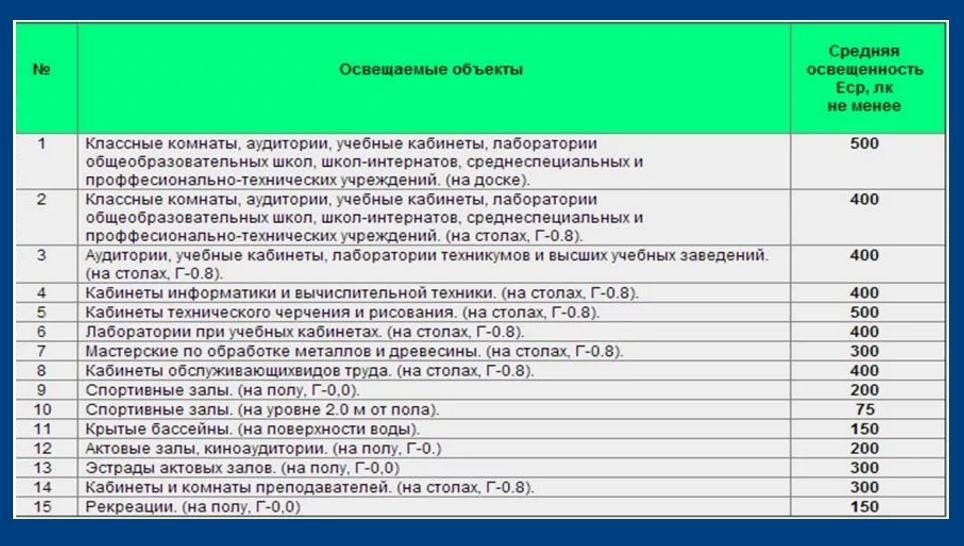 № Освещаемые объекты Средняя
освещенность
Еср, лк
не менее
1 Классные комнаты, аудитории, учебные кабинеты, лаборатории 500
общеобразовательных школ, школ-интернатов, среднеспециальных и
проффесионально-технических учреждений. (на доске).
2 Классные комнаты, аудитории, учебные кабинеты, лаборатории 400
общеобразовательных школ, школ-интернатов, среднеспециальных и
проффесионально-технических учреждений. (на столах, Г-0.8).
3 Аудитории, учебные кабинеты, лаборатории техникумов и высших учебных заведений. 400
(на столах, Г-0.8).
4 Кабинеты информатики и вычислительной техники. (на столах, Г-0.8). 400
5 Кабинеты технического черчения и рисования. (на столах, Г-0.8). 500
6 Лаборатории при учебных кабинетах. (на столах, Г-0.8). 400
7 Мастерские по обработке металлов и древесины. (на столах, Г-0.8). 300
8 Кабинеты обслуживающихвидов труда. (на столах, Г-0.8). 400
9 Спортивные залы. (на полу, Г-0,0). 200
10 Спортивные залы. (на уровне 2.0 м от пола). 75
11 Крытые бассейны. (на поверхности воды). 150
12 Актовые залы, киноаудитории. (на полу, Г-0.) 200
13 Эстрады актовых залов. (на полу, Г-0,0) 300
14 Кабинеты и комнаты преподавателей. (на столах, Г-0.8). 300
15 Рекреации. (на полу, Г-0,0) 150